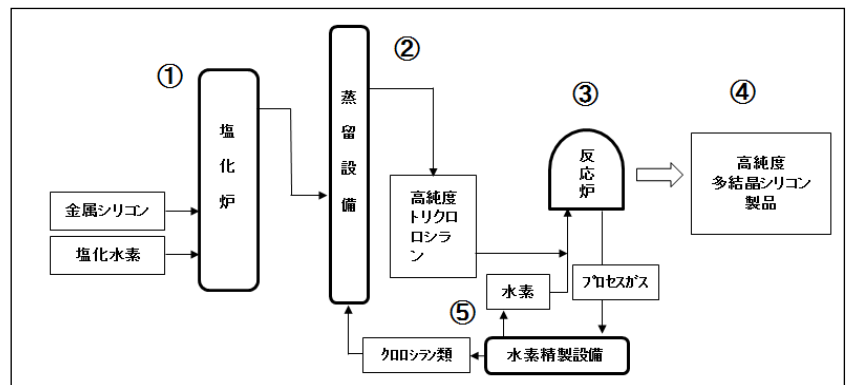 ①
塩化炉
金属シリコン
塩化水素
蒸留設備
②
高純度
トリクロ
ロシラ
ン
③
反応炉
④
高純度
多結晶シリコン
製品
水素
プロセスガス
⑤
クロロシラン類
水素精製設備